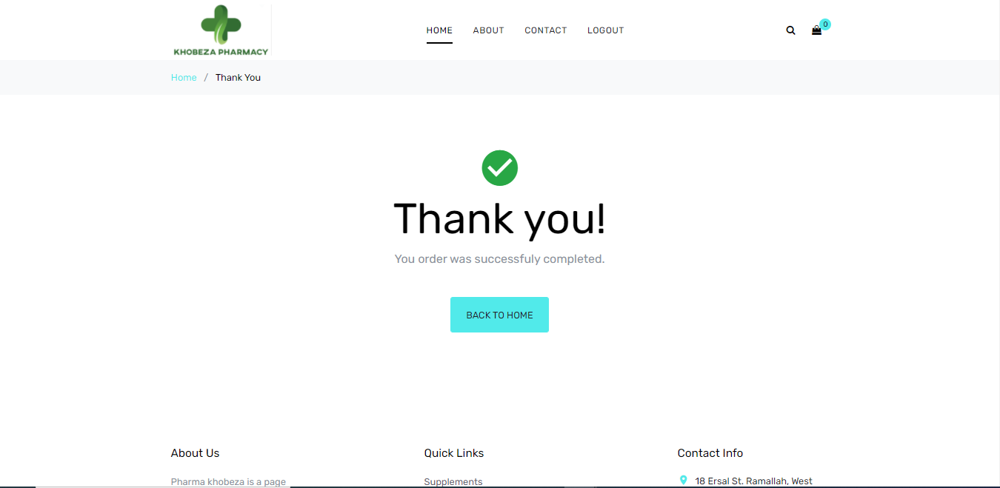 KHOBEZA PHARMACY
HOME ABOUT CONTACT LOGOUT
0
Home / Thank You
Thank you!
You order was successfuly completed.
BACK TO HOME
About Us
Pharma khobeza is a page
Quick Links
Supplements
Contact Info
18 Ersal St. Ramallah, West